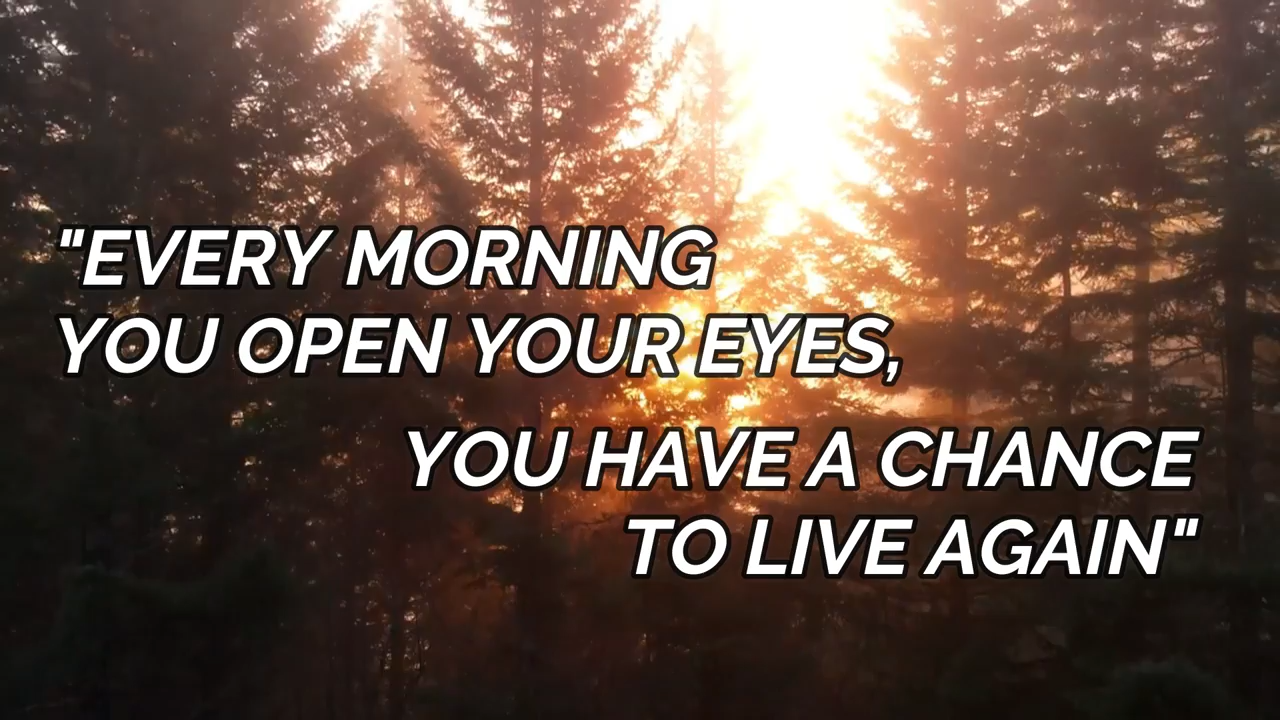 "EVERY MORNING
YOU OPEN YOUR EYES,
YOU HAVE A CHANCE
TO LIVE AGAIN"